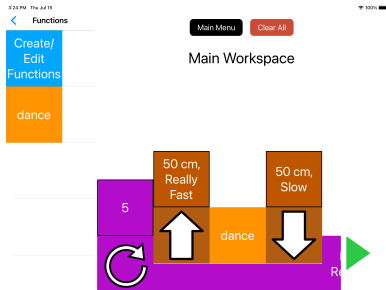 3:24 PM Thu Jul 15
100%
Functions
Main Menu
Clear All
Create/
Edit
Functions
Main Workspace
dance
50 cm,
Really
Fast
50 cm,
Slow
5
dance